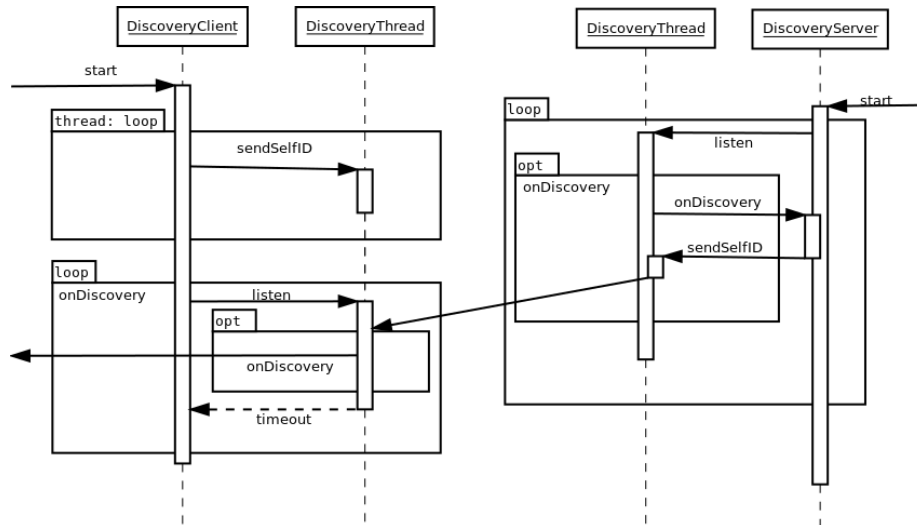 DiscoveryClient
DiscoveryThread
DiscoveryThread
DiscoveryServer
start
thread: loop
sendSelfID
loop
onDiscovery
listen
opt
onDiscovery
timeout
start
loop
listen
opt
onDiscovery
onDiscovery
sendSelfID